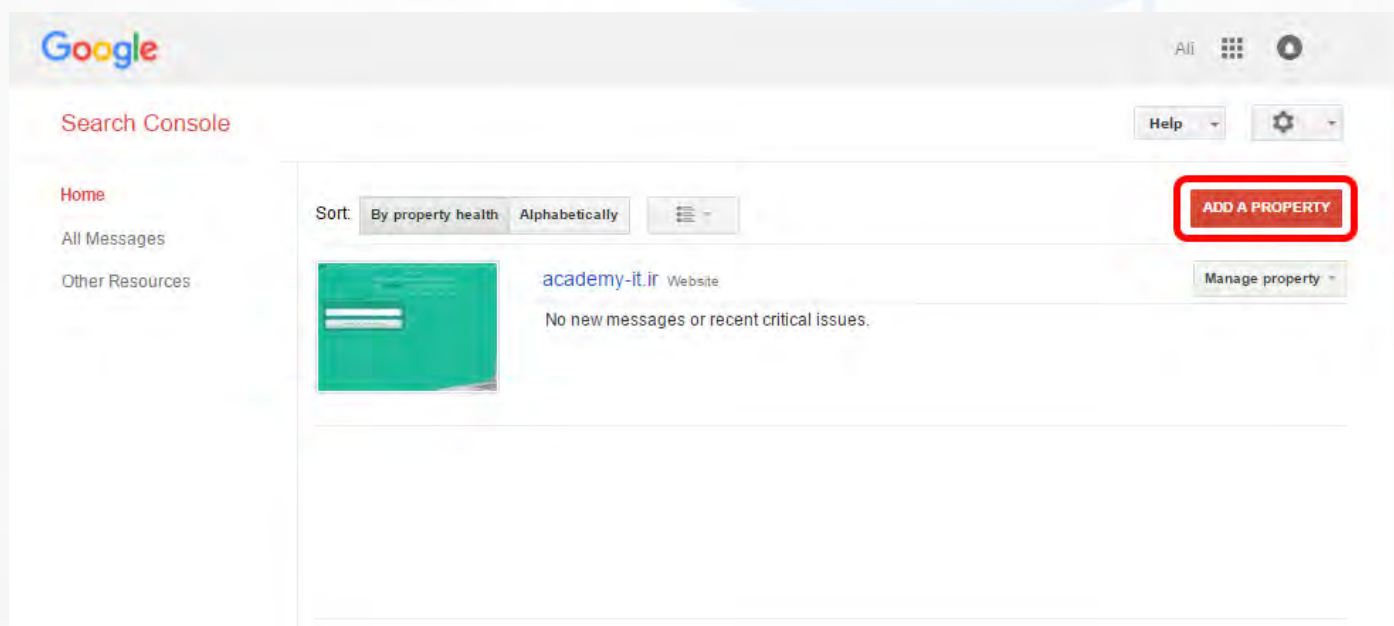 Google
Ali
Search Console
Help
Home
All Messages
Other Resources
Sort: By property health Alphabetically
ADD A PROPERTY
academy-it.ir Website
Manage property
No new messages or recent critical issues.